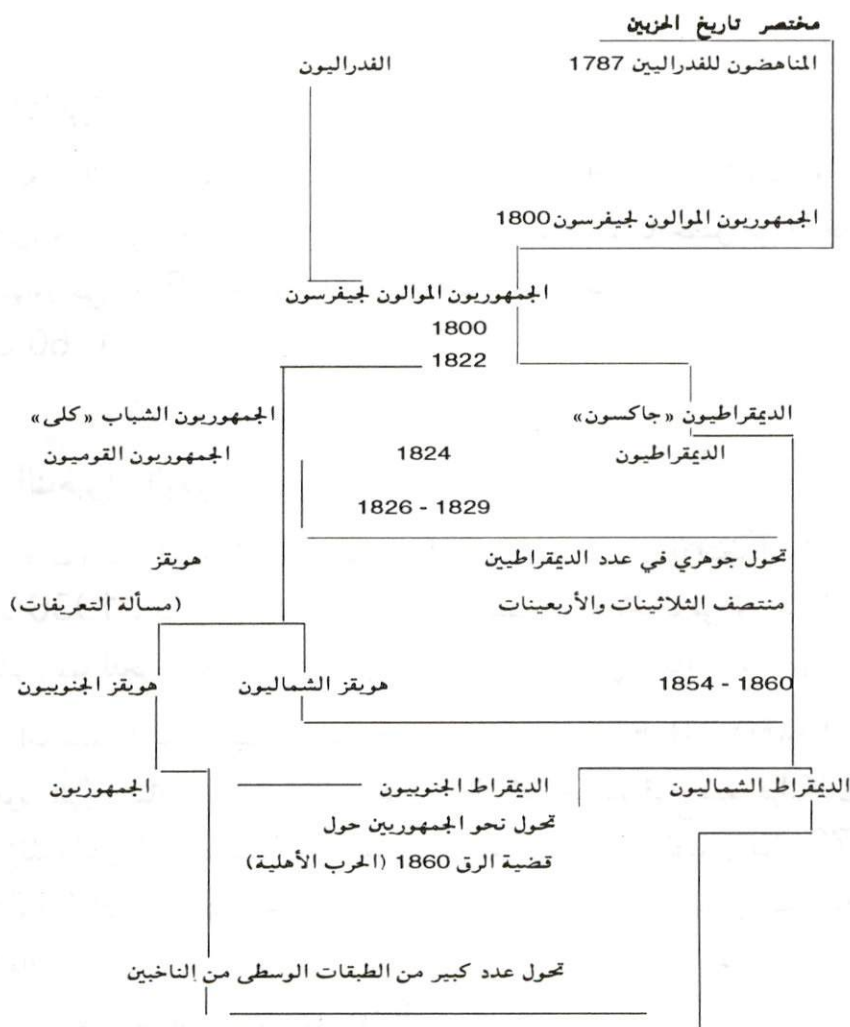 مختصر تاريخ الحزبين
المناهضون للفدراليين 1787 الفدراليون
الجمهوريون الموالون لجيفرسون 1800
الجمهوريون الموالون لجيفرسون
1800
1822
الديمقراطيون «جاكسون» الجمهوريون الشباب «كلى»
الديمقراطيون 1824 الجمهوريون القوميون
1826 - 1829
تحول جوهري في عدد الديمقراطيين هويقز
منتصف الثلاثينات والأربعينات (مسألة التعريفات)
1854 - 1860 هويقز الشماليون هويقز الجنوبيون
الديمقراط الشماليون الديمقراط الجنوبيون الجمهوريون
تحول نحو الجمهوريين حول
قضية الرق 1860 (الحرب الأهلية)
تحول عدد كبير من الطبقات الوسطى من الناخبين